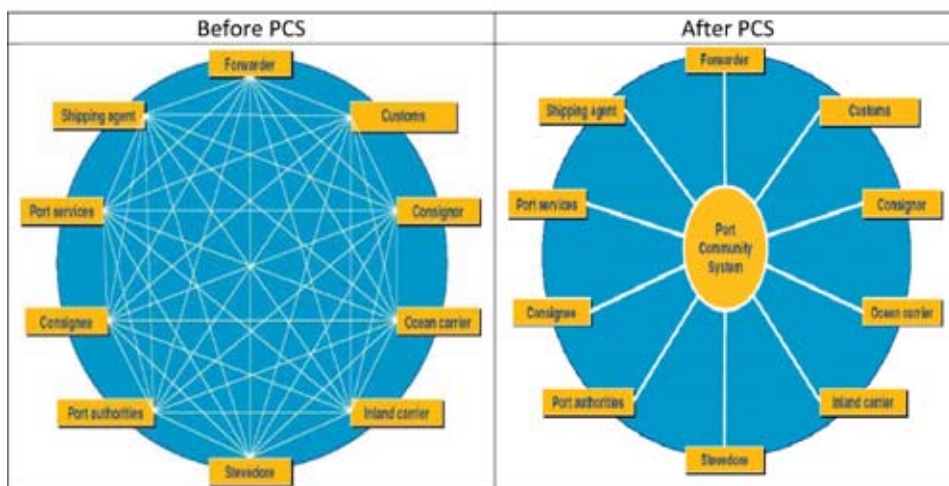 Before PCS
After PCS
Forwarder
Shipping agent
Customs
Port services
Consignor
Consignee
Ocean carrier
Port authorities
Inland carrier
Stevedore
Forwarder
Shipping agent
Customs
Port services
Consignor
Port
Community
System
Consignee
Ocean carrier
Port authorities
Inland carrier
Stevedore